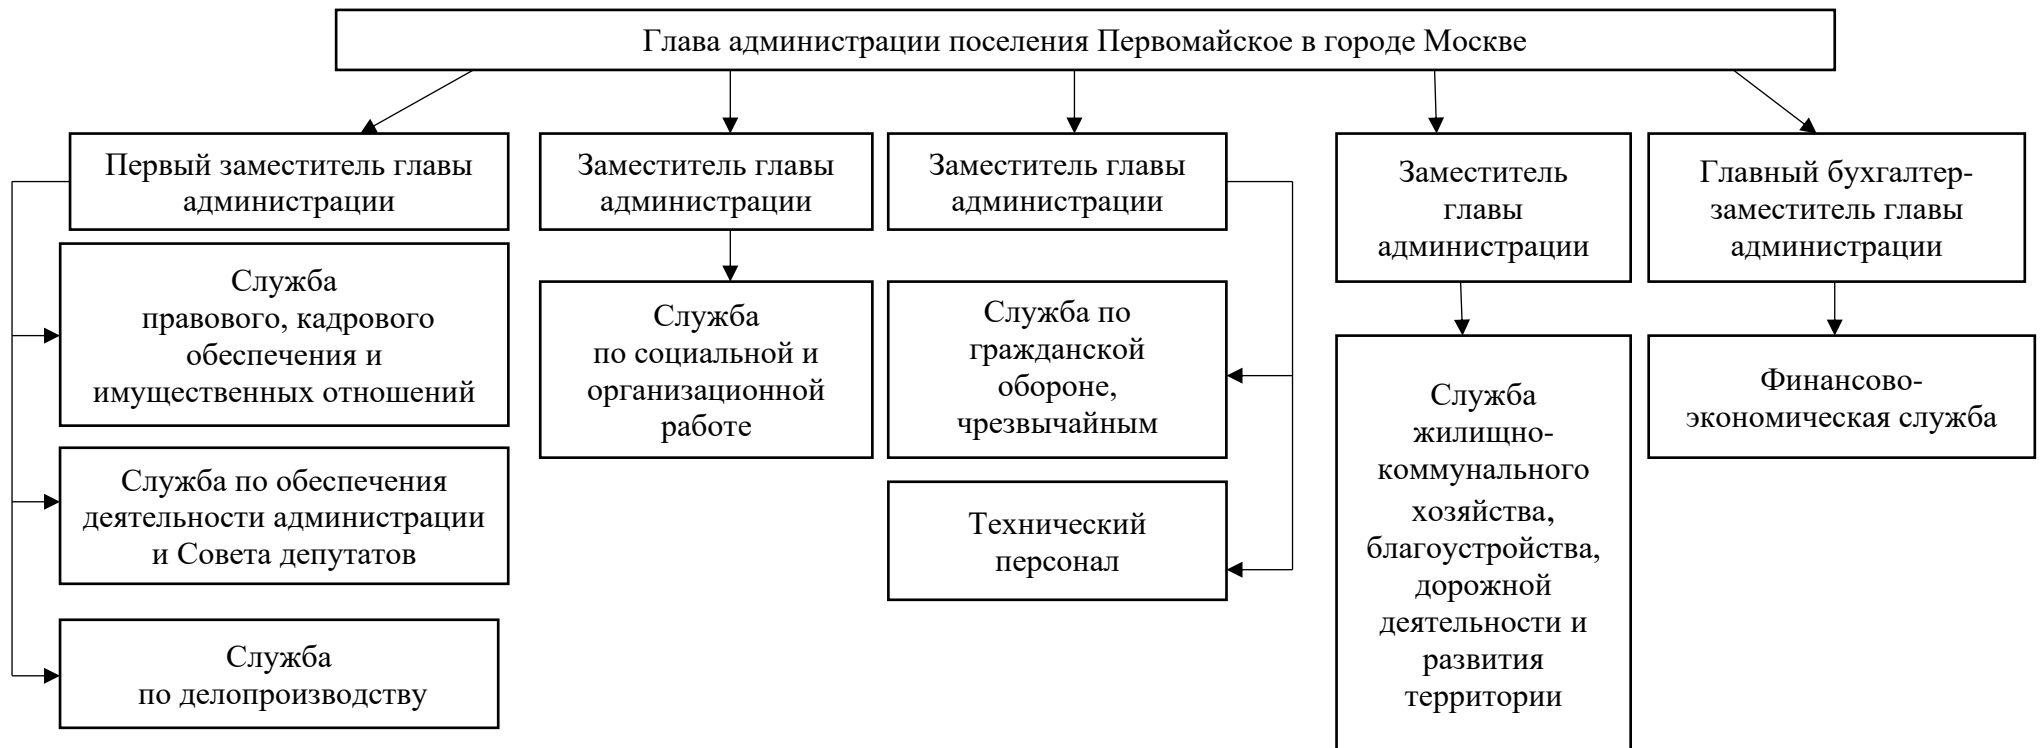 Глава администрации поселения Первомайское в городе Москве
Первый заместитель главы
администрации
Заместитель главы
администрации
Заместитель главы
администрации
Заместитель
главы
администрации
Главный бухгалтер-
заместитель главы
администрации
Служба
правового, кадрового
обеспечения и
имущественных отношений
Служба
по социальной и
организационной
работе
Служба по
гражданской
обороне,
чрезвычайным
Служба
жилищно-
коммунального
хозяйства,
благоустройства,
дорожной
деятельности и
развития
территории
Финансово-
экономическая служба
Служба по обеспечения
деятельности администрации
и Совета депутатов
Технический
персонал
Служба
по делопроизводству